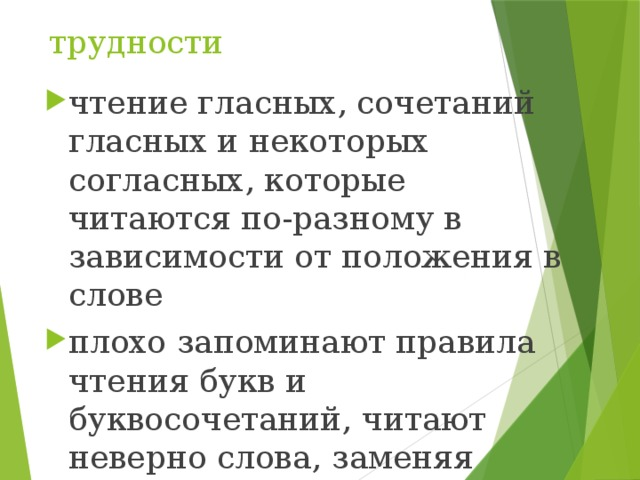 трудности
чтение гласных, сочетаний
гласных и некоторых
согласных, которые
читаются по-разному в
зависимости от положения в
слове
плохо запоминают правила
чтения букв и
буквосочетаний, читают
неверно слова, заменяя